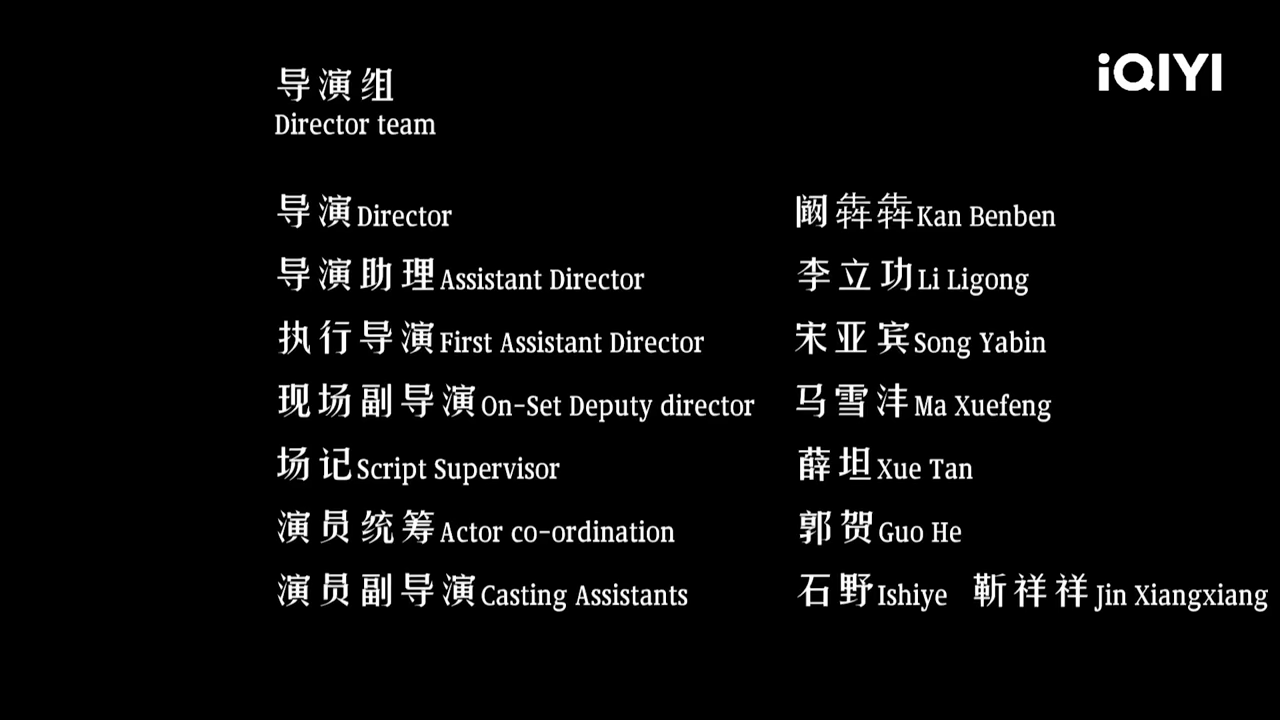 iQIYI
导演组
Director team
导演Director 阚犇犇Kan Benben
导演助理Assistant Director 李立功Li Ligong
执行导演First Assistant Director 宋亚宾Song Yabin
现场副导演On-Set Deputy director 马雪沣Ma Xuefeng
场记Script Supervisor 薛坦Xue Tan
演员统筹Actor co-ordination 郭贺Guo He
演员副导演Casting Assistants 石野Ishiye 靳祥祥Jin Xiangxiang